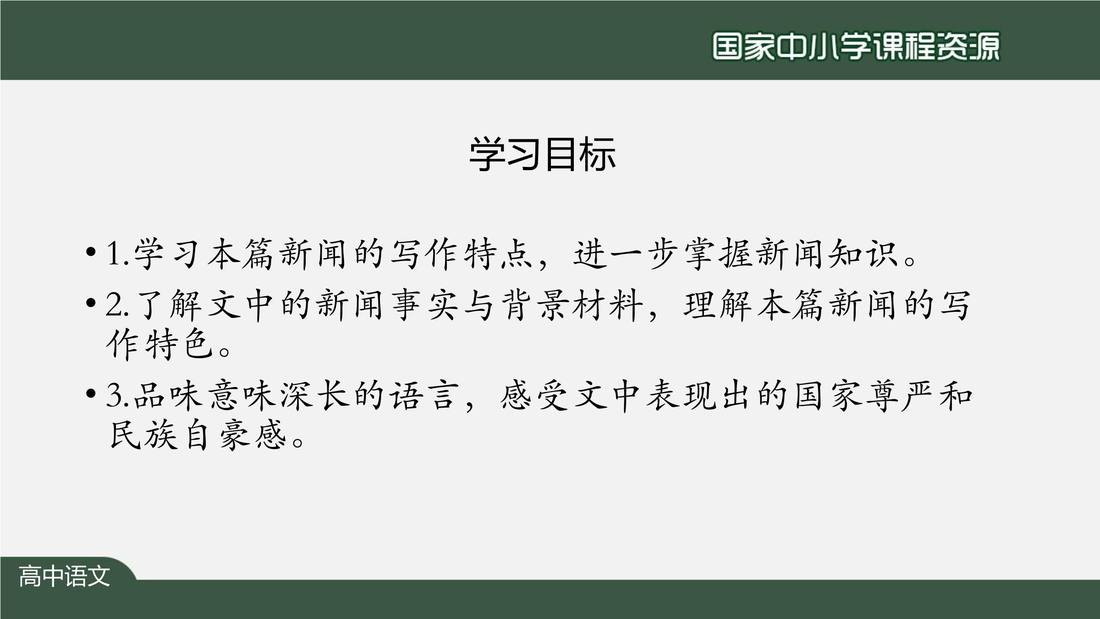 国家中小学课程资源
学习目标
•1.学习本篇新闻的写作特点，进一步掌握新闻知识。
•2.了解文中的新闻事实与背景材料，理解本篇新闻的写
作特色。
•3.品味意味深长的语言，感受文中表现出的国家尊严和
民族自豪感。
高中语文